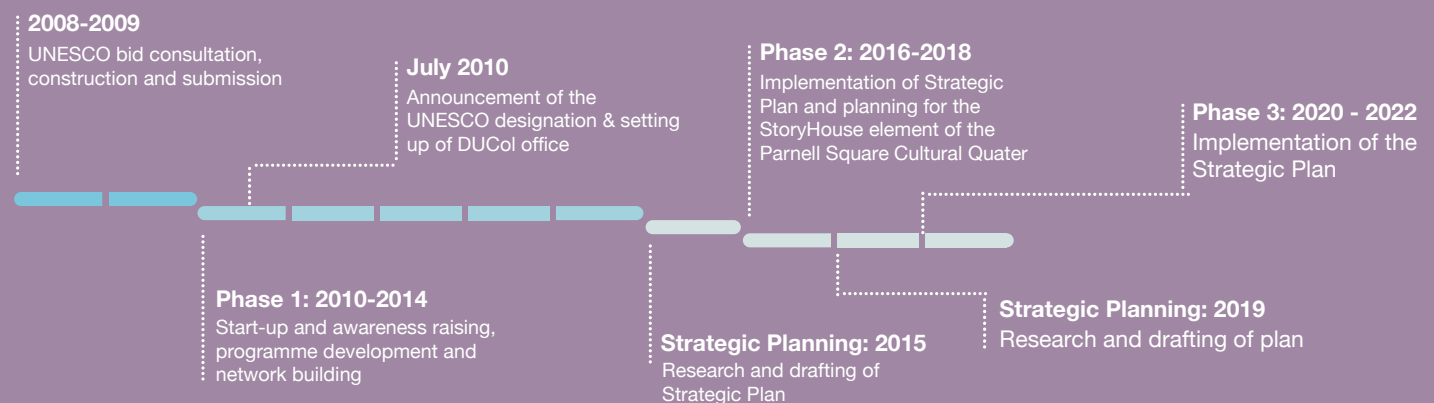 2008-2009
UNESCO bid consultation,
construction and submission
July 2010
Announcement of the
UNESCO designation & setting
up of DUCol office
Phase 2: 2016-2018
Implementation of Strategic
Plan and planning for the
StoryHouse element of the
Parnell Square Cultural Quater
Phase 3: 2020 - 2022
Implementation of the
Strategic Plan
Phase 1: 2010-2014
Start-up and awareness raising,
programme development and
network building
Strategic Planning: 2015
Research and drafting of
Strategic Plan
Strategic Planning: 2019
Research and drafting of plan